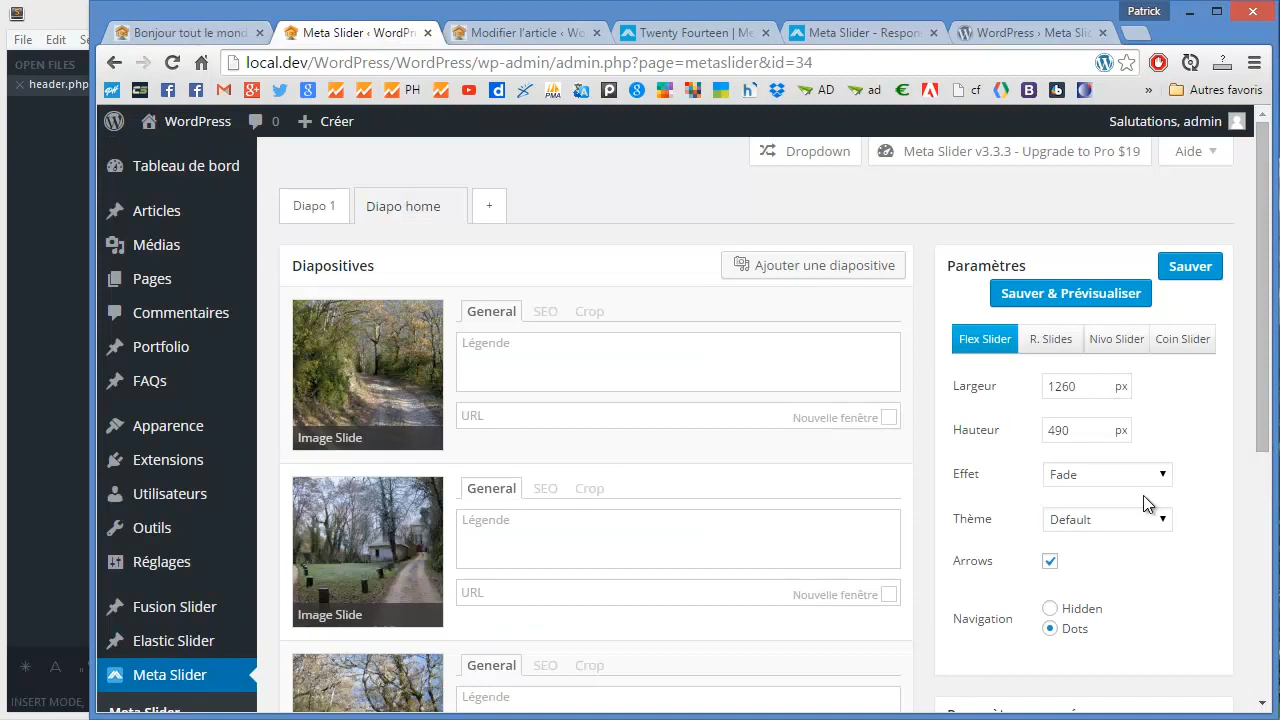 Patrick
File Edit
OPEN FILES
header.php
INSERT MODE,
Bonjour tout le mond
Meta Slider ‹ WordPr
Modifier l'article ‹ Wo
Twenty Fourteen | Me
Meta Slider - Respon
WordPress › Meta Slid
local.dev/WordPress/WordPress/wp-admin/admin.php?page=metaslider&id=34
PH
AD
ad
cf
»
Autres favoris
WordPress
0
Créer
Salutations, admin
Tableau de bord
Articles
Médias
Pages
Commentaires
Portfolio
FAQs
Apparence
Extensions
Utilisateurs
Outils
Réglages
Fusion Slider
Elastic Slider
Meta Slider
Meta Slider
Dropdown
Meta Slider v3.3.3 - Upgrade to Pro $19
Aide
Diapo 1
Diapo home
+
Diapositives
Ajouter une diapositive
General SEO Crop
Légende
URL
Nouvelle fenêtre
Image Slide
General SEO Crop
Légende
URL
Nouvelle fenêtre
Image Slide
General SEO Crop
Légende
Paramètres
Sauver
Sauver & Prévisualiser
Flex Slider R. Slides Nivo Slider Coin Slider
Largeur 1260 px
Hauteur 490 px
Effet Fade
Thème Default
Arrows
Navigation
Hidden
Dots